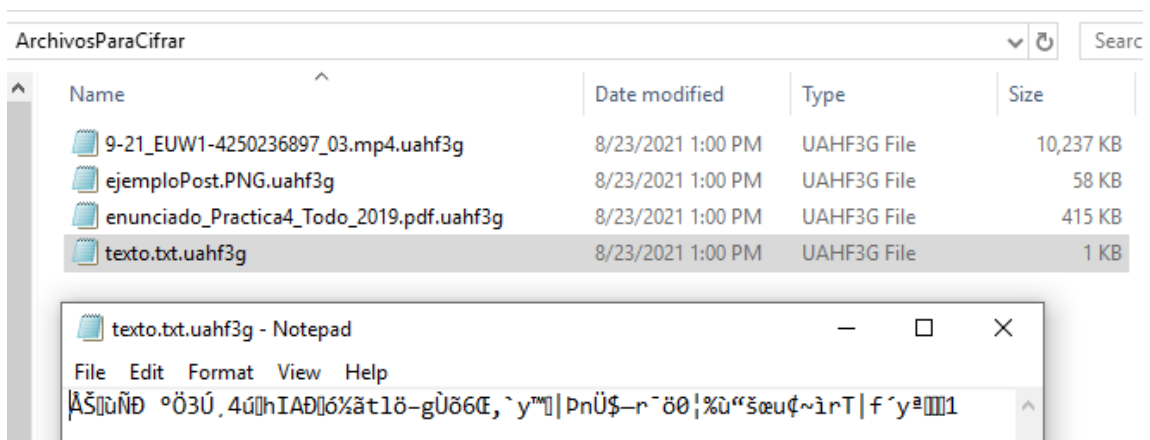 ArchivosParaCifrar
Searc
Name Date modified Type Size
9-21_EUW1-4250236897_03.mp4.uahf3g 8/23/2021 1:00 PM UAHF3G File 10,237 KB
ejemploPost.PNG.uahf3g 8/23/2021 1:00 PM UAHF3G File 58 KB
enunciado_Practica4_Todo_2019.pdf.uahf3g 8/23/2021 1:00 PM UAHF3G File 415 KB
texto.txt.uahf3g 8/23/2021 1:00 PM UAHF3G File 1 KB
texto.txt.uahf3g - Notepad
File Edit Format View Help